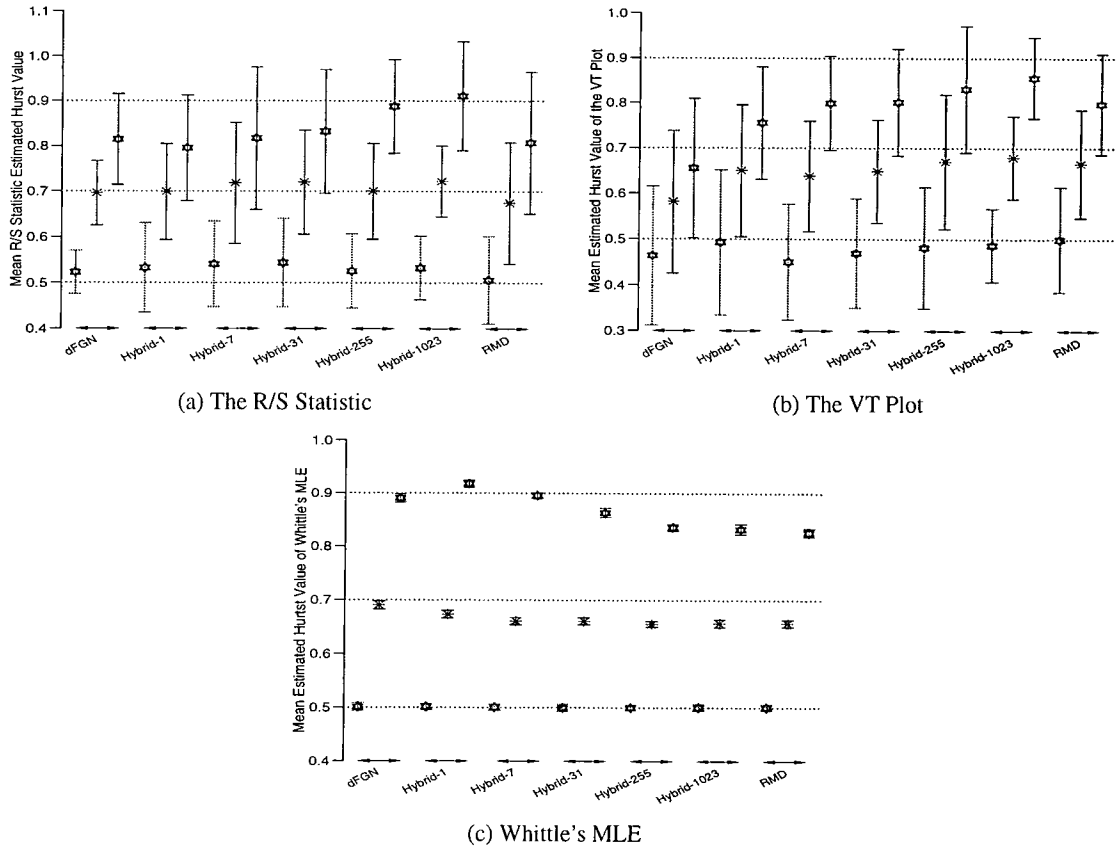 Mean R/S Statistic Estimated Hurst Value
1.1
1.0
0.9
0.8
0.7
0.6
0.5
0.4
dFGN
Hybrid-1
Hybrid-7
Hybrid-31
Hybrid-255
Hybrid-1023
RMD
(a) The R/S Statistic
Mean Estimated Hurst Value of the VT Plot
1.0
0.9
0.8
0.7
0.6
0.5
0.4
0.3
dFGN
Hybrid-1
Hybrid-7
Hybrid-31
Hybrid-255
Hybrid-1023
RMD
(b) The VT Plot
Mean Estimated Hurtst Value of Whittle's MLE
1.0
0.9
0.8
0.7
0.6
0.5
0.4
dFGN
Hybrid-1
Hybrid-7
Hybrid-31
Hybrid-255
Hybrid-1023
RMD
(c) Whittle's MLE